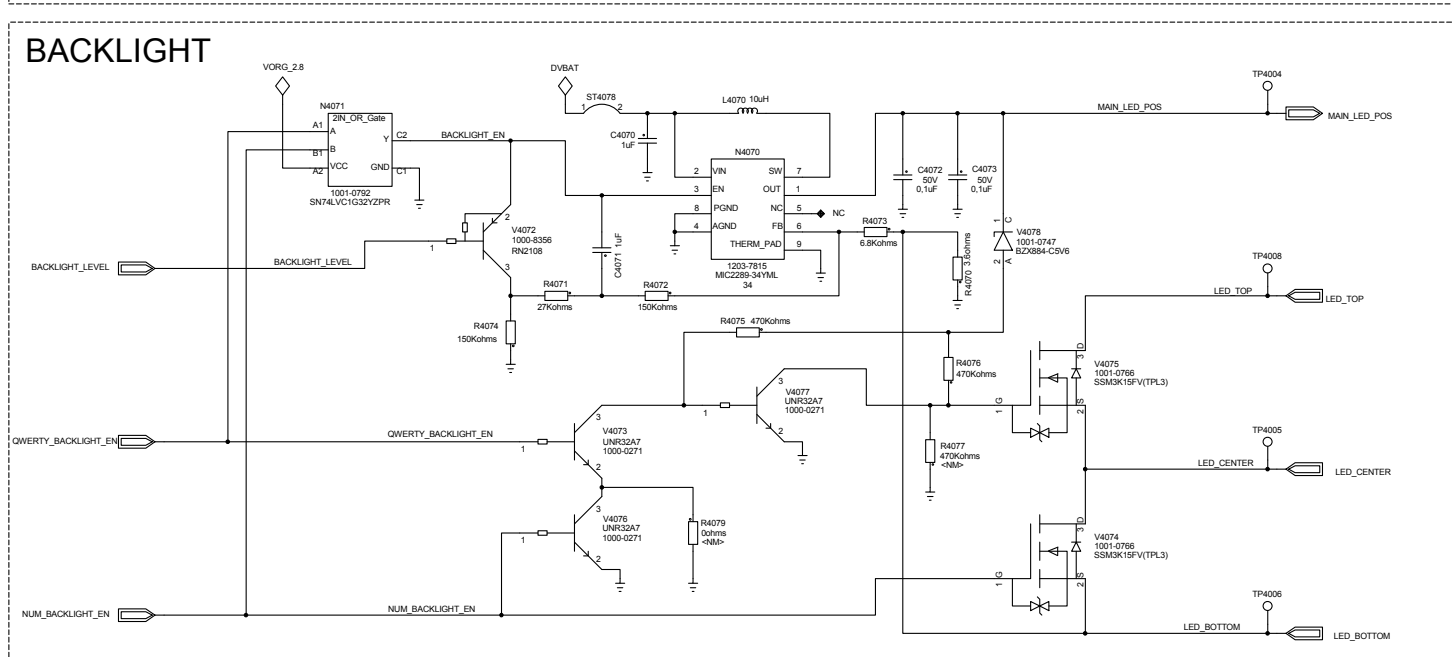 BACKLIGHT
VORG_2.8
DVBAT
TP4004
N4071
2IN_OR_Gate
A1
A
Y
C2
B1
B
A2
VCC
GND
C1
1001-0792
SN74LVC1G32YZPR
BACKLIGHT_EN
ST4078
1
2
C4070
1uF
L4070 10uH
MAIN_LED_POS
MAIN_LED_POS
N4070
2
VIN
SW
7
3
EN
OUT
1
8
PGND
NC
5
NC
4
AGND
FB
6
THERM_PAD
9
1203-7815
MIC2289-34YML
34
C4072
50V
0,1uF
C4073
50V
0,1uF
2
V4072
1000-8356
RN2108
1
3
C4071 1uF
R4073
6.8Kohms
R4070 3.6ohms
1
C
V4078
1001-0747
BZX884-C5V6
2
A
BACKLIGHT_LEVEL
BACKLIGHT_LEVEL
R4071
27Kohms
R4072
150Kohms
TP4008
LED_TOP
LED_TOP
R4074
150Kohms
R4075 470Kohms
R4076
470Kohms
3
D
V4075
1001-0766
SSM3K15FV(TPL3)
1
G
2
S
3
V4077
UNR32A7
1000-0271
1
2
QWERTY_BACKLIGHT_EN
QWERTY_BACKLIGHT_EN
1
3
V4073
UNR32A7
1000-0271
2
R4077
470Kohms
<NM>
TP4005
LED_CENTER
LED_CENTER
3
V4076
UNR32A7
1000-0271
1
2
R4079
0ohms
<NM>
3
D
V4074
1001-0766
SSM3K15FV(TPL3)
1
G
2
S
NUM_BACKLIGHT_EN
NUM_BACKLIGHT_EN
TP4006
LED_BOTTOM
LED_BOTTOM